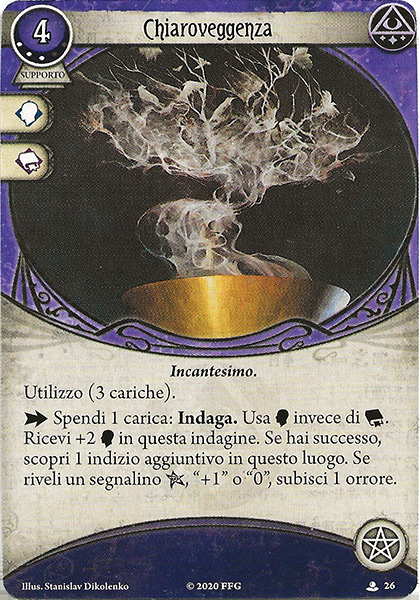 4
Chiaroveggenza
SUPPORTO
Incantesimo.
Utilizzo (3 cariche).
Spendi 1 carica: Indaga. Usa invece di .
Ricevi +2 in questa indagine. Se hai successo,
scopri 1 indizio aggiuntivo in questo luogo. Se
riveli un segnalino , “+1” o “0”, subisci 1 orrore.
Illus. Stanislav Dikolenko
© 2020 FFG
26